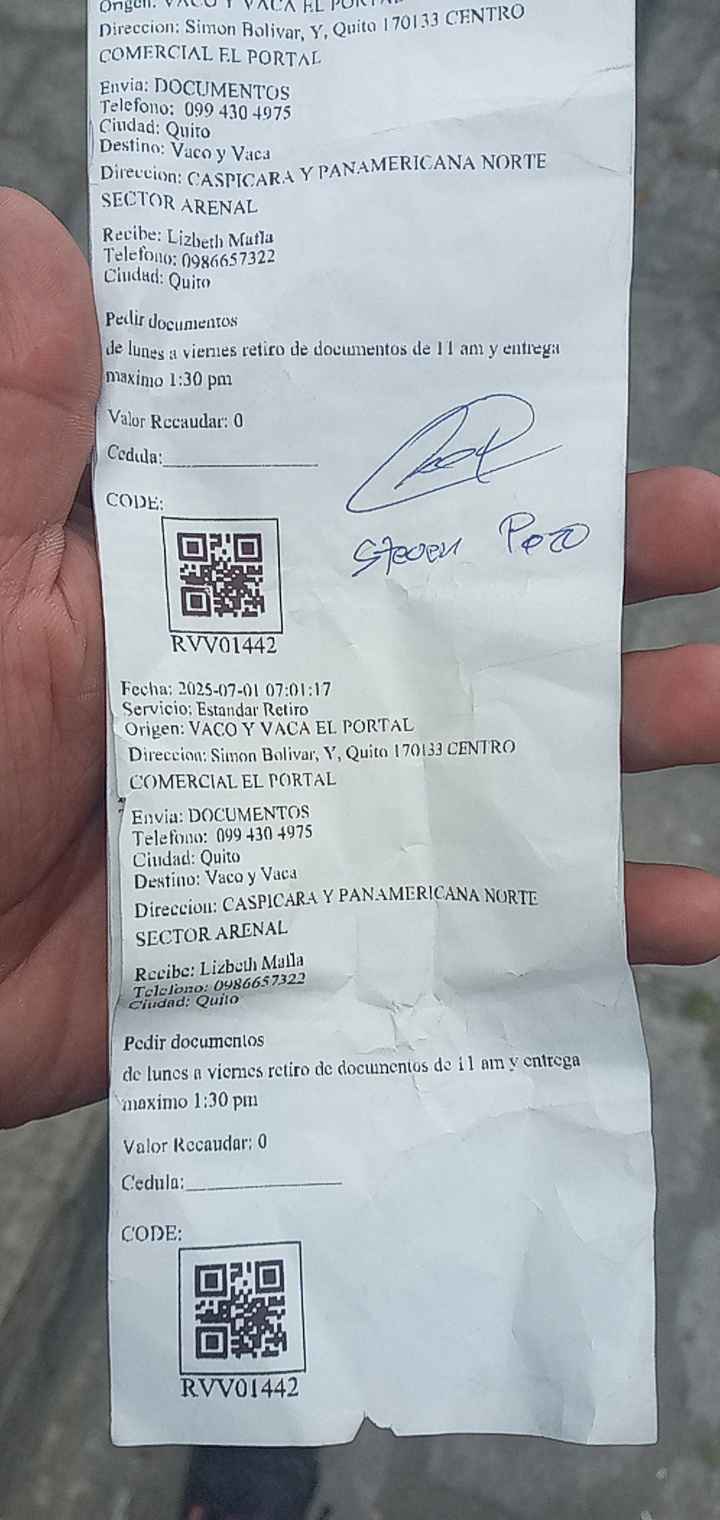 Origen: VACO Y VACA EL PORTAL
Direccion: Simon Bolivar, Y, Quito 170133 CENTRO
COMERCIAL EL PORTAL
Envia: DOCUMENTOS
Telefono: 099 430 4975
Ciudad: Quito
Destino: Vaco y Vaca
Direccion: CASPICARA Y PANAMERICANA NORTE
SECTOR ARENAL
Recibe: Lizbeth Mafla
Telefono: 0986657322
Ciudad: Quito
Pedir documentos
de lunes a viernes retiro de documentos de 11 am y entrega
maximo 1:30 pm
Valor Recaudar: 0
Cedula:
CODE:
Steven Pozo
RVV01442
Fecha: 2025-07-01 07:01:17
Servicio: Estandar Retiro
Origen: VACO Y VACA EL PORTAL
Direccion: Simon Bolivar, Y, Quito 170133 CENTRO
COMERCIAL EL PORTAL
Envia: DOCUMENTOS
Telefono: 099 430 4975
Ciudad: Quito
Destino: Vaco y Vaca
Direccion: CASPICARA Y PANAMERICANA NORTE
SECTOR ARENAL
Recibe: Lizbeth Mafla
Telefono: 0986657322
Ciudad: Quito
Pedir documentos
de lunes a viernes retiro de documentos de 11 am y entrega
maximo 1:30 pm
Valor Recaudar: 0
Cedula:
CODE:
RVV01442